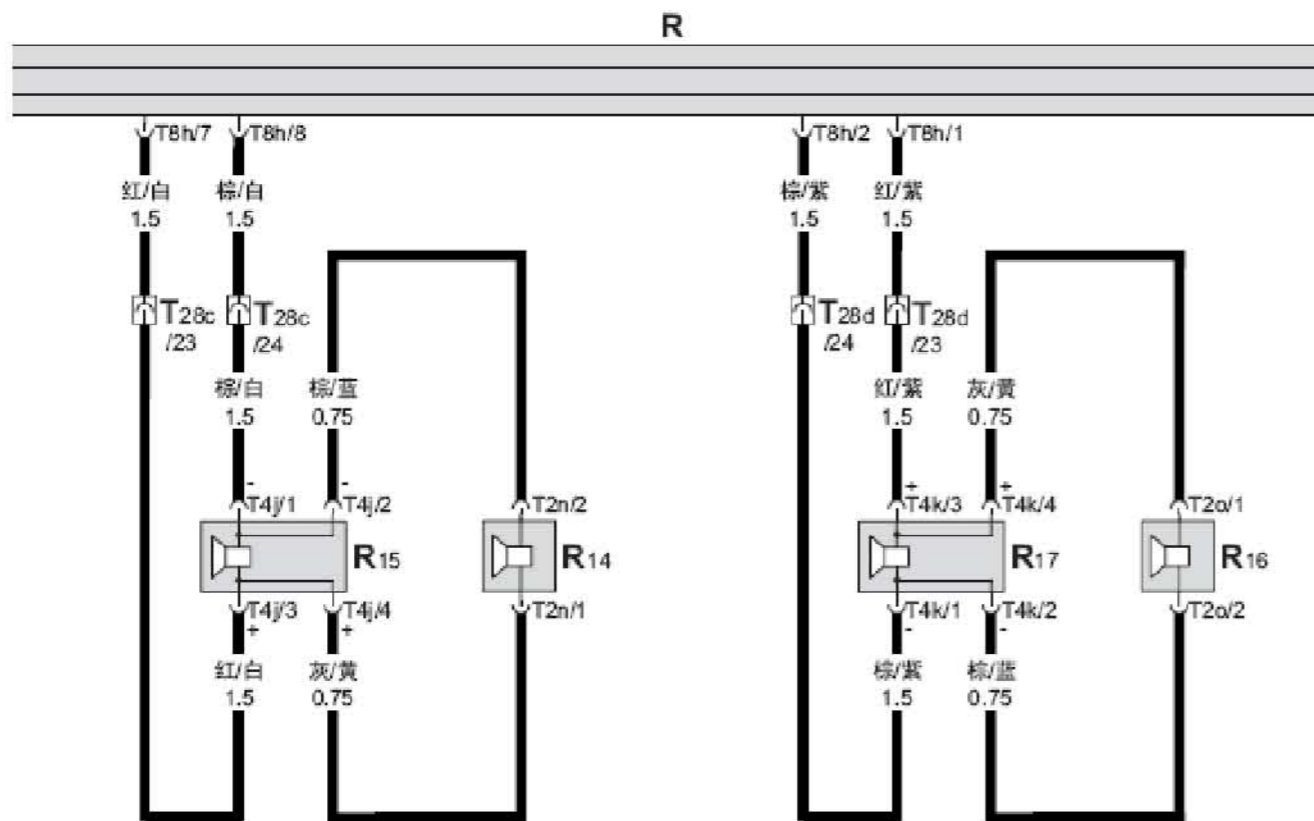 R
T8h/7 T8h/8 T8h/2 T8h/1
红/白 棕/白 棕/紫 红/紫
1.5 1.5 1.5 1.5
T28c T28c T28d T28d
/23 /24 /24 /23
棕/白 棕/蓝 红/紫 灰/黄
1.5 0.75 1.5 0.75
- - + +
T4j/1 T4j/2 T2n/2 T4k/3 T4k/4 T2o/1
R15 R14 R17 R16
T4j/3 T4j/4 T2n/1 T4k/1 T4k/2 T2o/2
+ + - -
红/白 灰/黄 棕/紫 棕/蓝
1.5 0.75 1.5 0.75